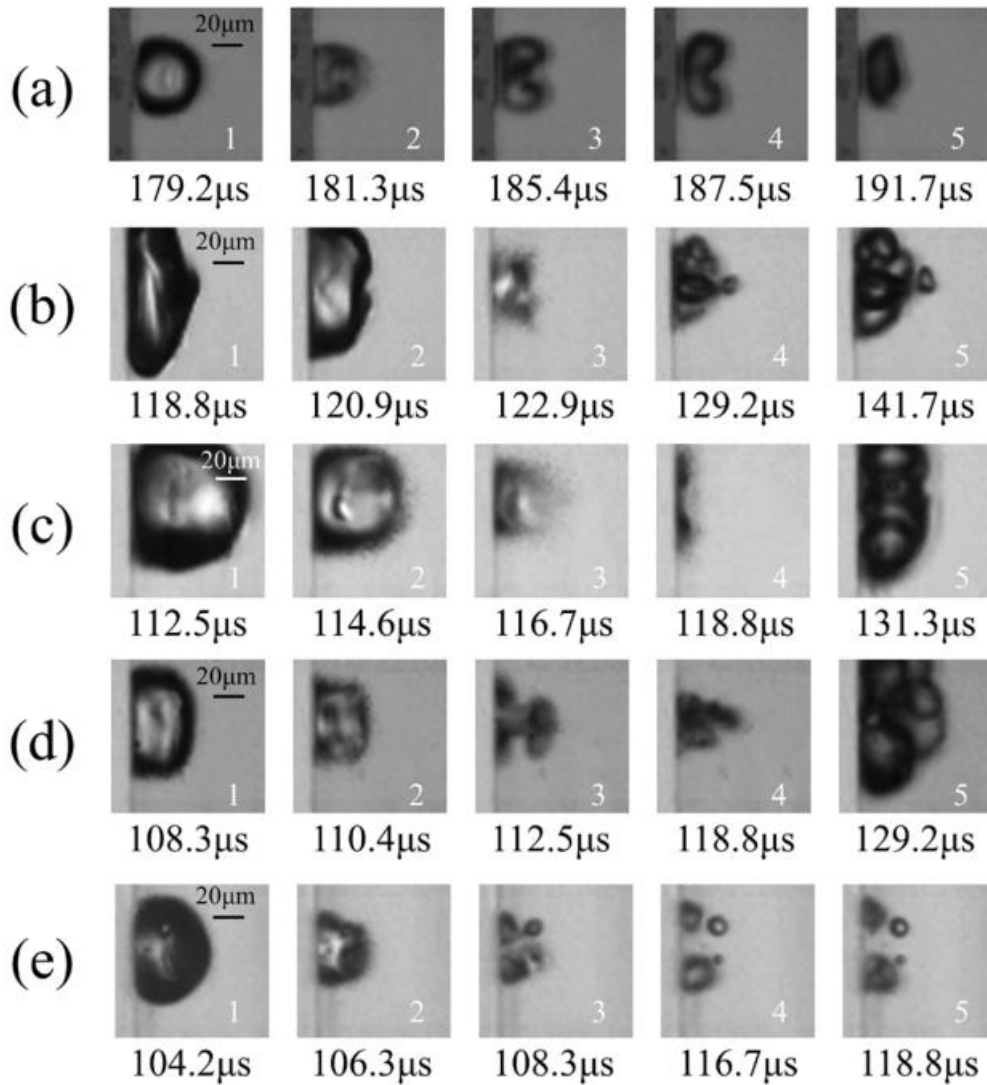 (a) 20μm 1 2 3 4 5
179.2μs 181.3μs 185.4μs 187.5μs 191.7μs
(b) 20μm 1 2 3 4 5
118.8μs 120.9μs 122.9μs 129.2μs 141.7μs
(c) 20μm 1 2 3 4 5
112.5μs 114.6μs 116.7μs 118.8μs 131.3μs
(d) 20μm 1 2 3 4 5
108.3μs 110.4μs 112.5μs 118.8μs 129.2μs
(e) 20μm 1 2 3 4 5
104.2μs 106.3μs 108.3μs 116.7μs 118.8μs